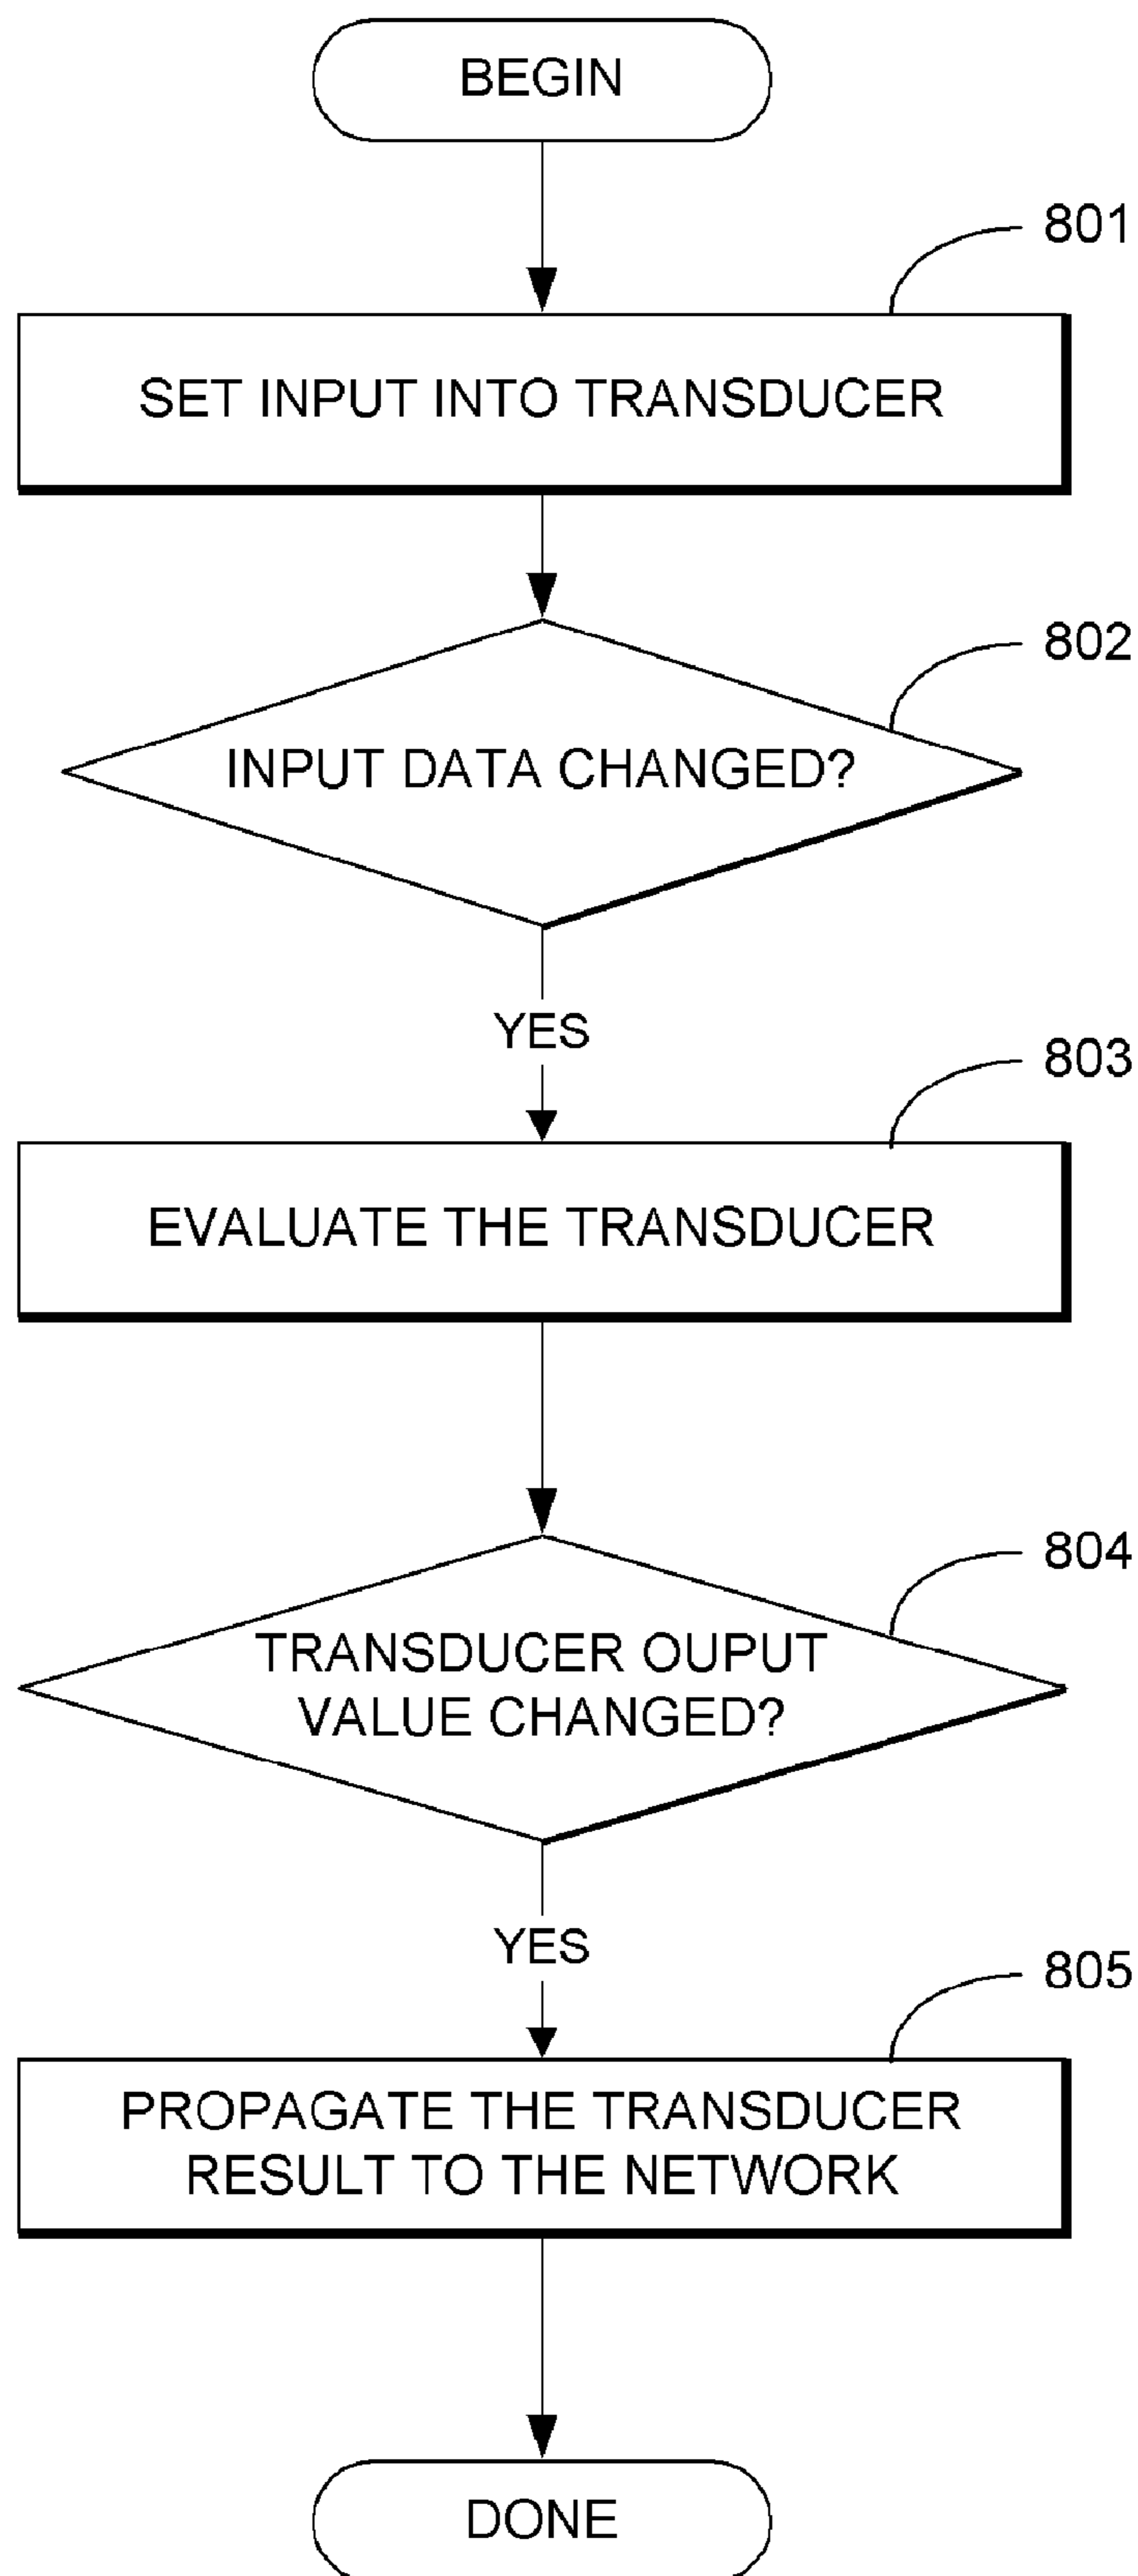 BEGIN
801
SET INPUT INTO TRANSDUCER
802
INPUT DATA CHANGED?
YES
803
EVALUATE THE TRANSDUCER
804
TRANSDUCER OUPUT
VALUE CHANGED?
YES
805
PROPAGATE THE TRANSDUCER
RESULT TO THE NETWORK
DONE